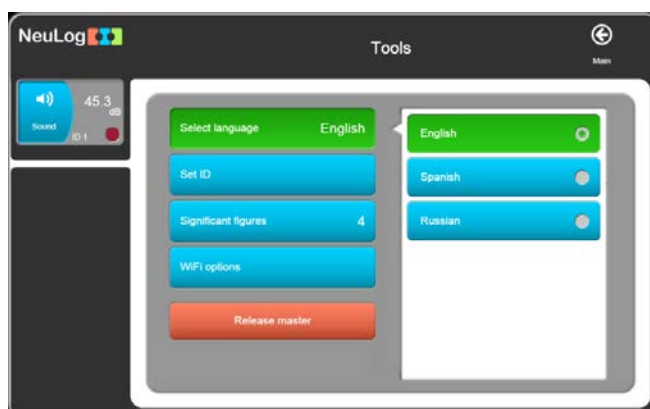 NeuLog
Tools
Main
45.3
dB
Sound
ID 1
Select language English
Set ID
Significant figures 4
WiFi options
Release master
English
Spanish
Russian